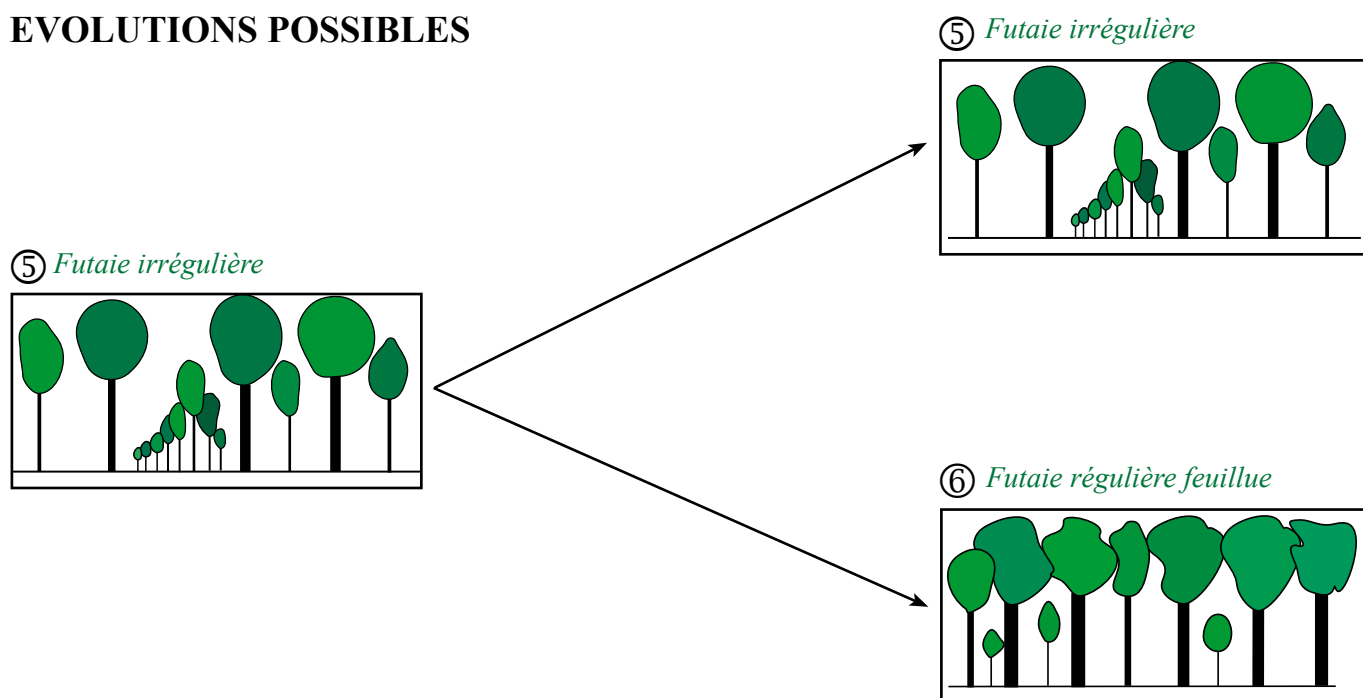 EVOLUTIONS POSSIBLES
⑤ Futaie irrégulière
⑤ Futaie irrégulière
⑥ Futaie régulière feuillue